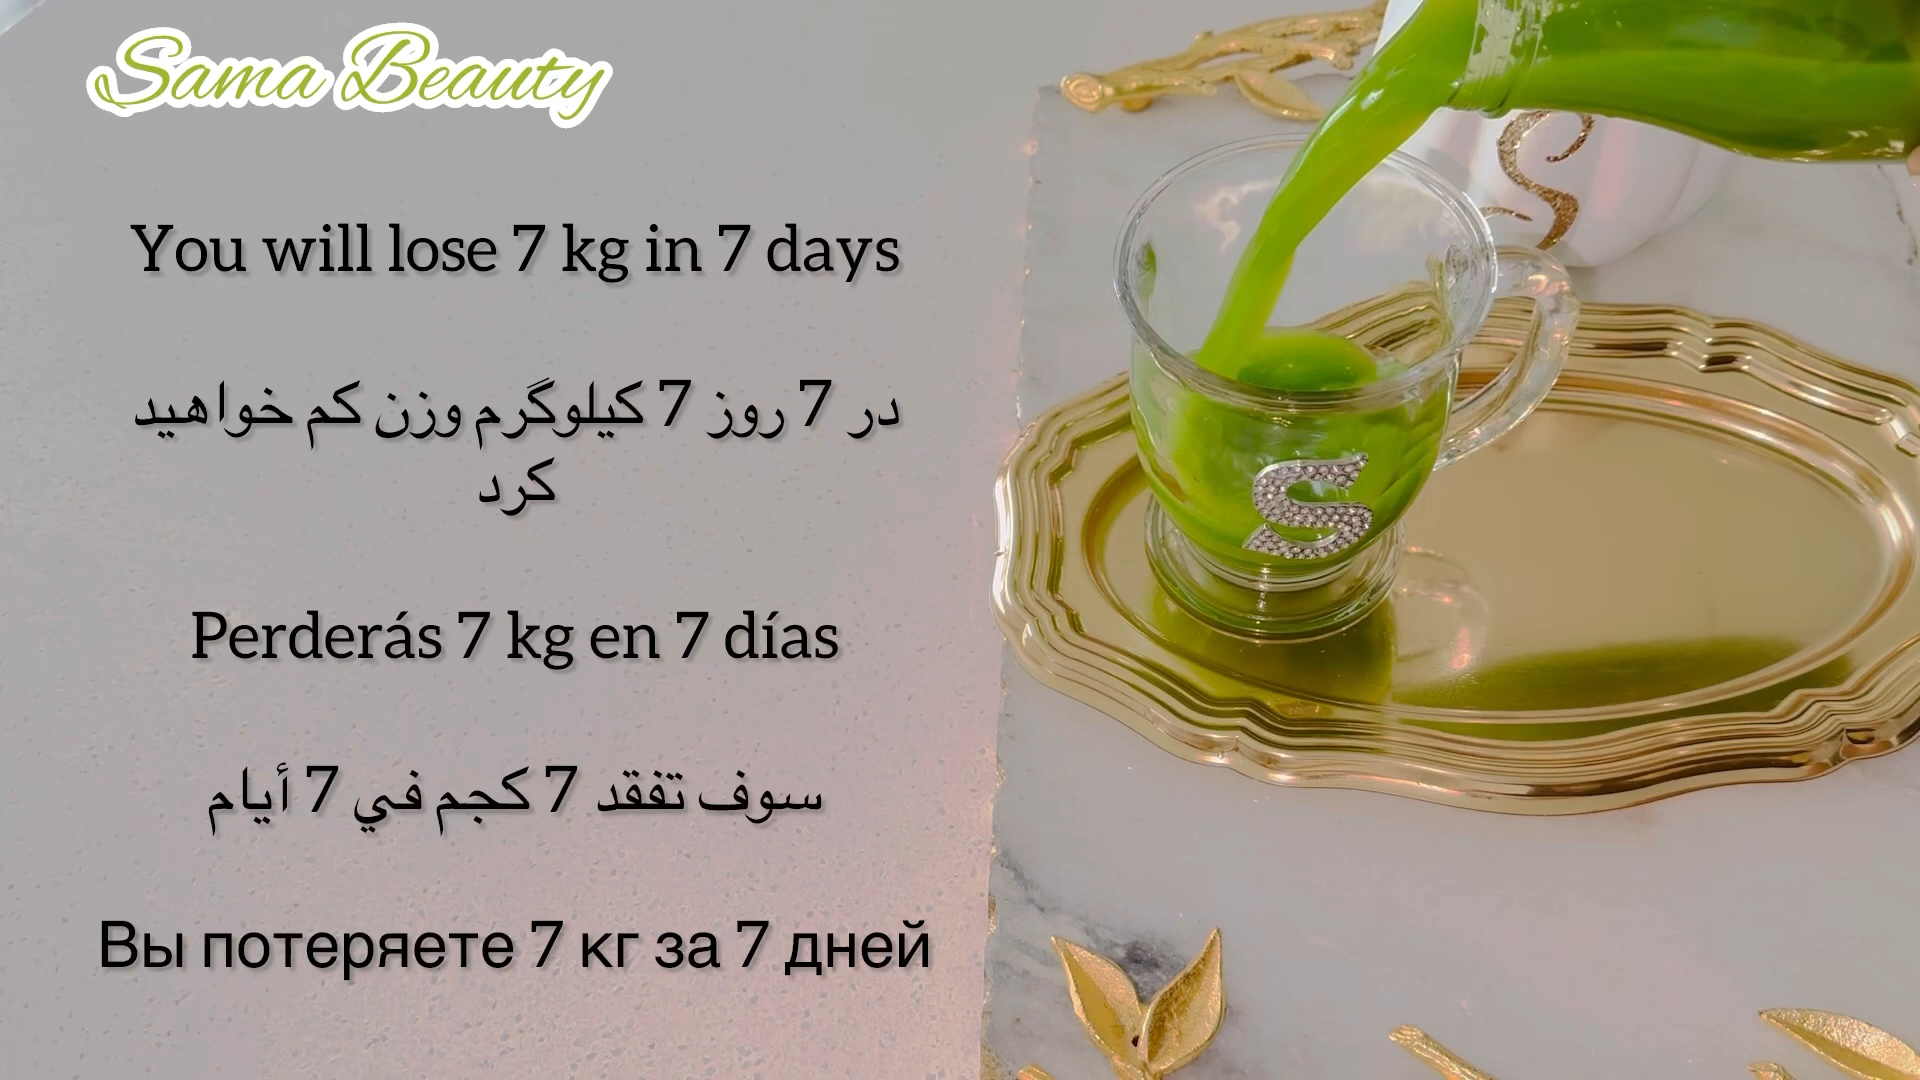 Sama Beauty
You will lose 7 kg in 7 days
در 7 روز 7 کیلوگرم وزن کم خواهید
کرد
Perderás 7 kg en 7 días
سوف تفقد 7 كجم في 7 أيام
Вы потеряете 7 кг за 7 дней
S
S